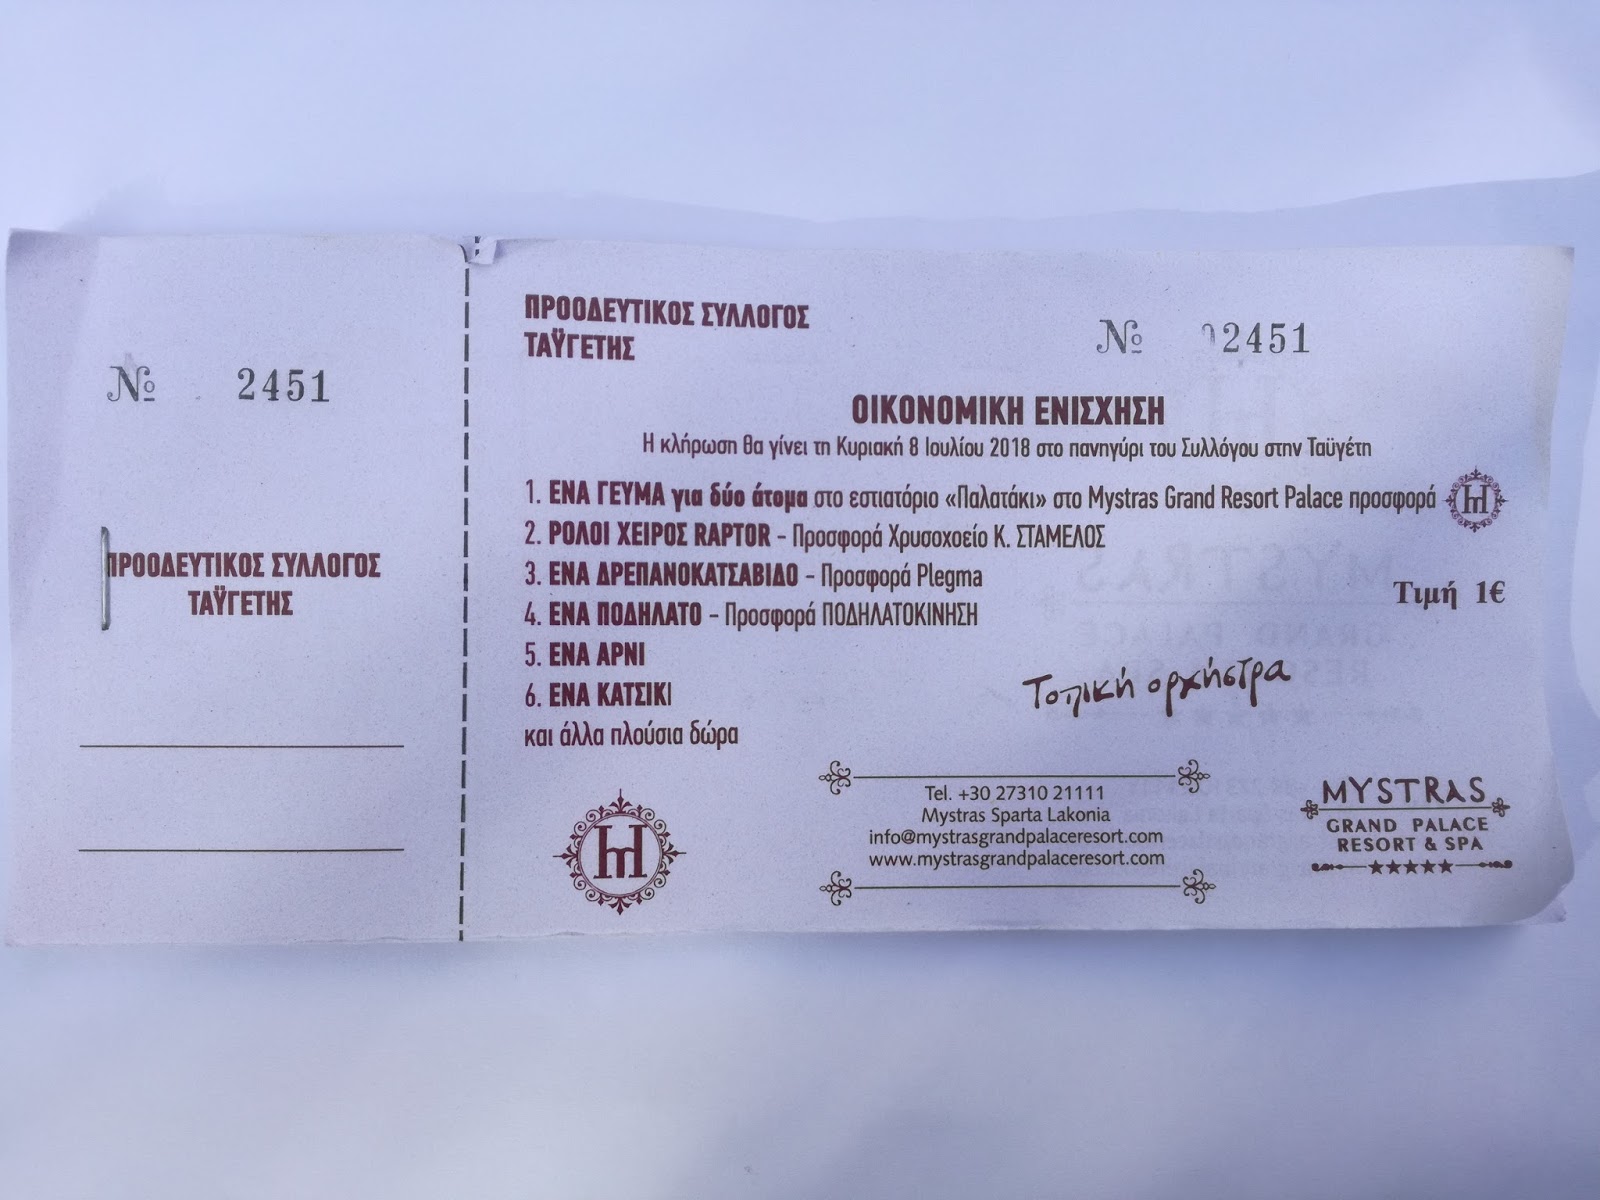 № 2451
ΠΡΟΟΔΕΥΤΙΚΟΣ ΣΥΛΛΟΓΟΣ
ΤΑΫΓΕΤΗΣ
ΠΡΟΟΔΕΥΤΙΚΟΣ ΣΥΛΛΟΓΟΣ
ΤΑΫΓΕΤΗΣ
№ 02451
ΟΙΚΟΝΟΜΙΚΗ ΕΝΙΣΧΗΣΗ
Η κλήρωση θα γίνει τη Κυριακή 8 Ιουλίου 2018 στο πανηγύρι του Συλλόγου στην Ταϋγέτη
1. ΕΝΑ ΓΕΥΜΑ για δύο άτομα στο εστιατόριο «Παλατάκι» στο Mystras Grand Resort Palace προσφορά
2. ΡΟΛΟΙ ΧΕΙΡΟΣ RAPTOR – Προσφορά Χρυσοχοείο Κ. ΣΤΑΜΕΛΟΣ
3. ΕΝΑ ΔΡΕΠΑΝΟΚΑΤΣΑΒΙΔΟ – Προσφορά Plegma
4. ΕΝΑ ΠΟΔΗΛΑΤΟ – Προσφορά ΠΟΔΗΛΑΤΟΚΙΝΗΣΗ
Τιμή 1€
5. ΕΝΑ ΑΡΝΙ
6. ΕΝΑ ΚΑΤΣΙΚΙ
και άλλα πλούσια δώρα
Τοπική ορχήστρα
Tel. +30 27310 21111
Mystras Sparta Lakonia
info@mystrasgrandpalaceresort.com
www.mystrasgrandpalaceresort.com
MYSTRAS
GRAND PALACE
RESORT & SPA